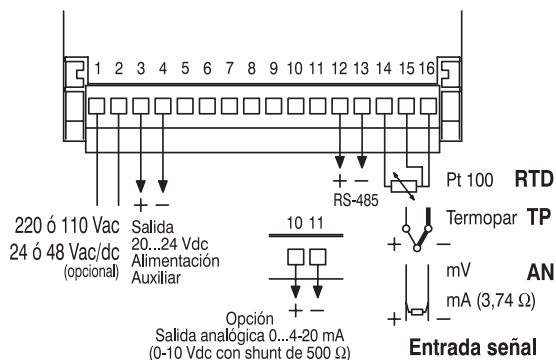 1 2 3 4 5 6 7 8 9 10 11 12 13 14 15 16
+ −
+ −
RS-485
Pt 100 RTD
Termopar TP
+ −
mV AN
mA (3,74 Ω)
+ −
Entrada señal
220 ó 110 Vac
24 ó 48 Vac/dc
(opcional)
Salida
20...24 Vdc
Alimentación
Auxiliar
10 11
+ −
Opción
Salida analógica 0...4-20 mA
(0-10 Vdc con shunt de 500 Ω)